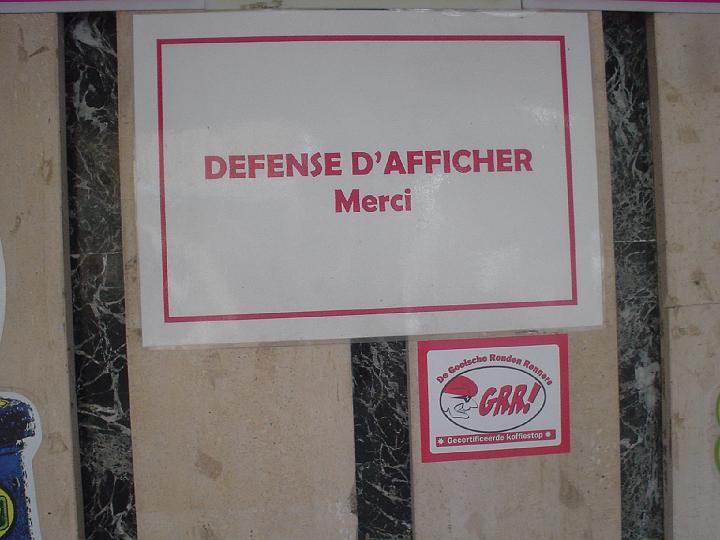 DEFENSE D'AFFICHER
Merci
De Gooische Ronden Renners
GRR!
Gecertificeerde koffiestop